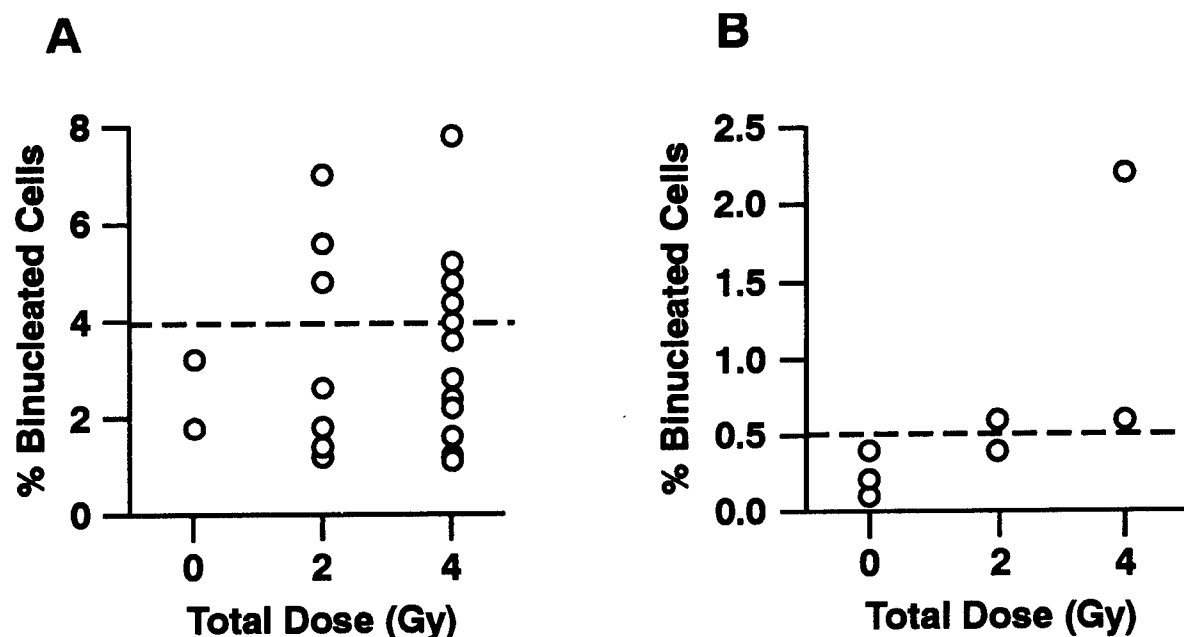 A
B
% Binucleated Cells
8
6
4
2
0
0 2 4
Total Dose (Gy)
% Binucleated Cells
2.5
2.0
1.5
1.0
0.5
0.0
0 2 4
Total Dose (Gy)